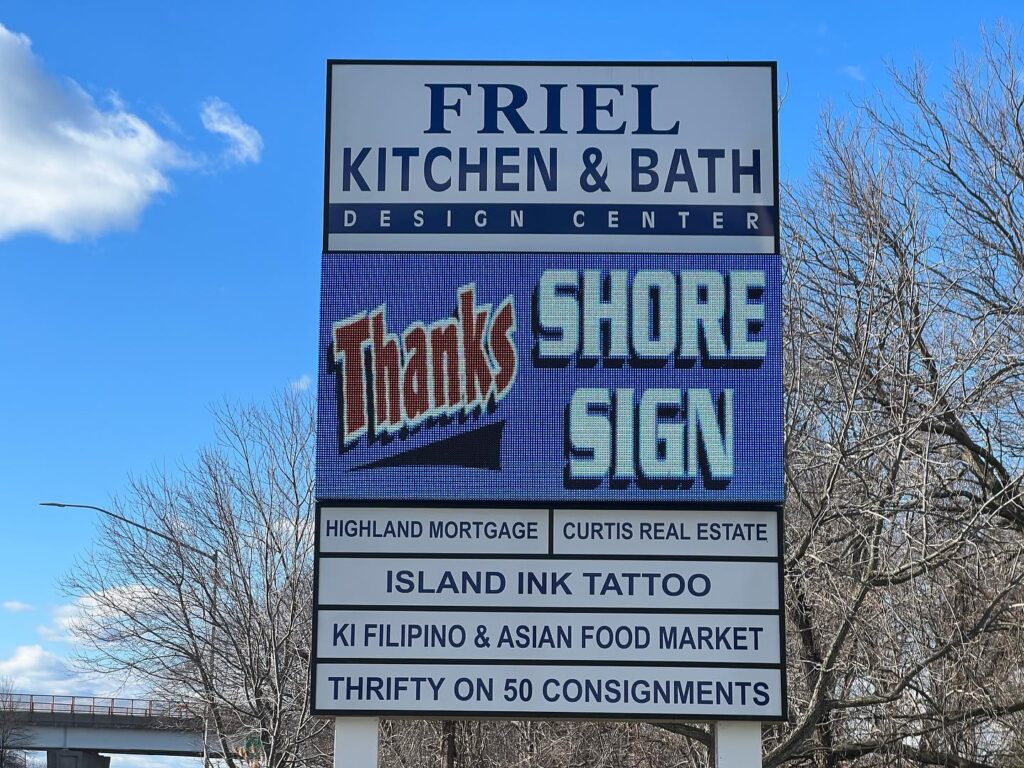 FRIEL
KITCHEN & BATH
DESIGN CENTER
Thanks
SHORE
SIGN
HIGHLAND MORTGAGE
CURTIS REAL ESTATE
ISLAND INK TATTOO
KI FILIPINO & ASIAN FOOD MARKET
THRIFTY ON 50 CONSIGNMENTS